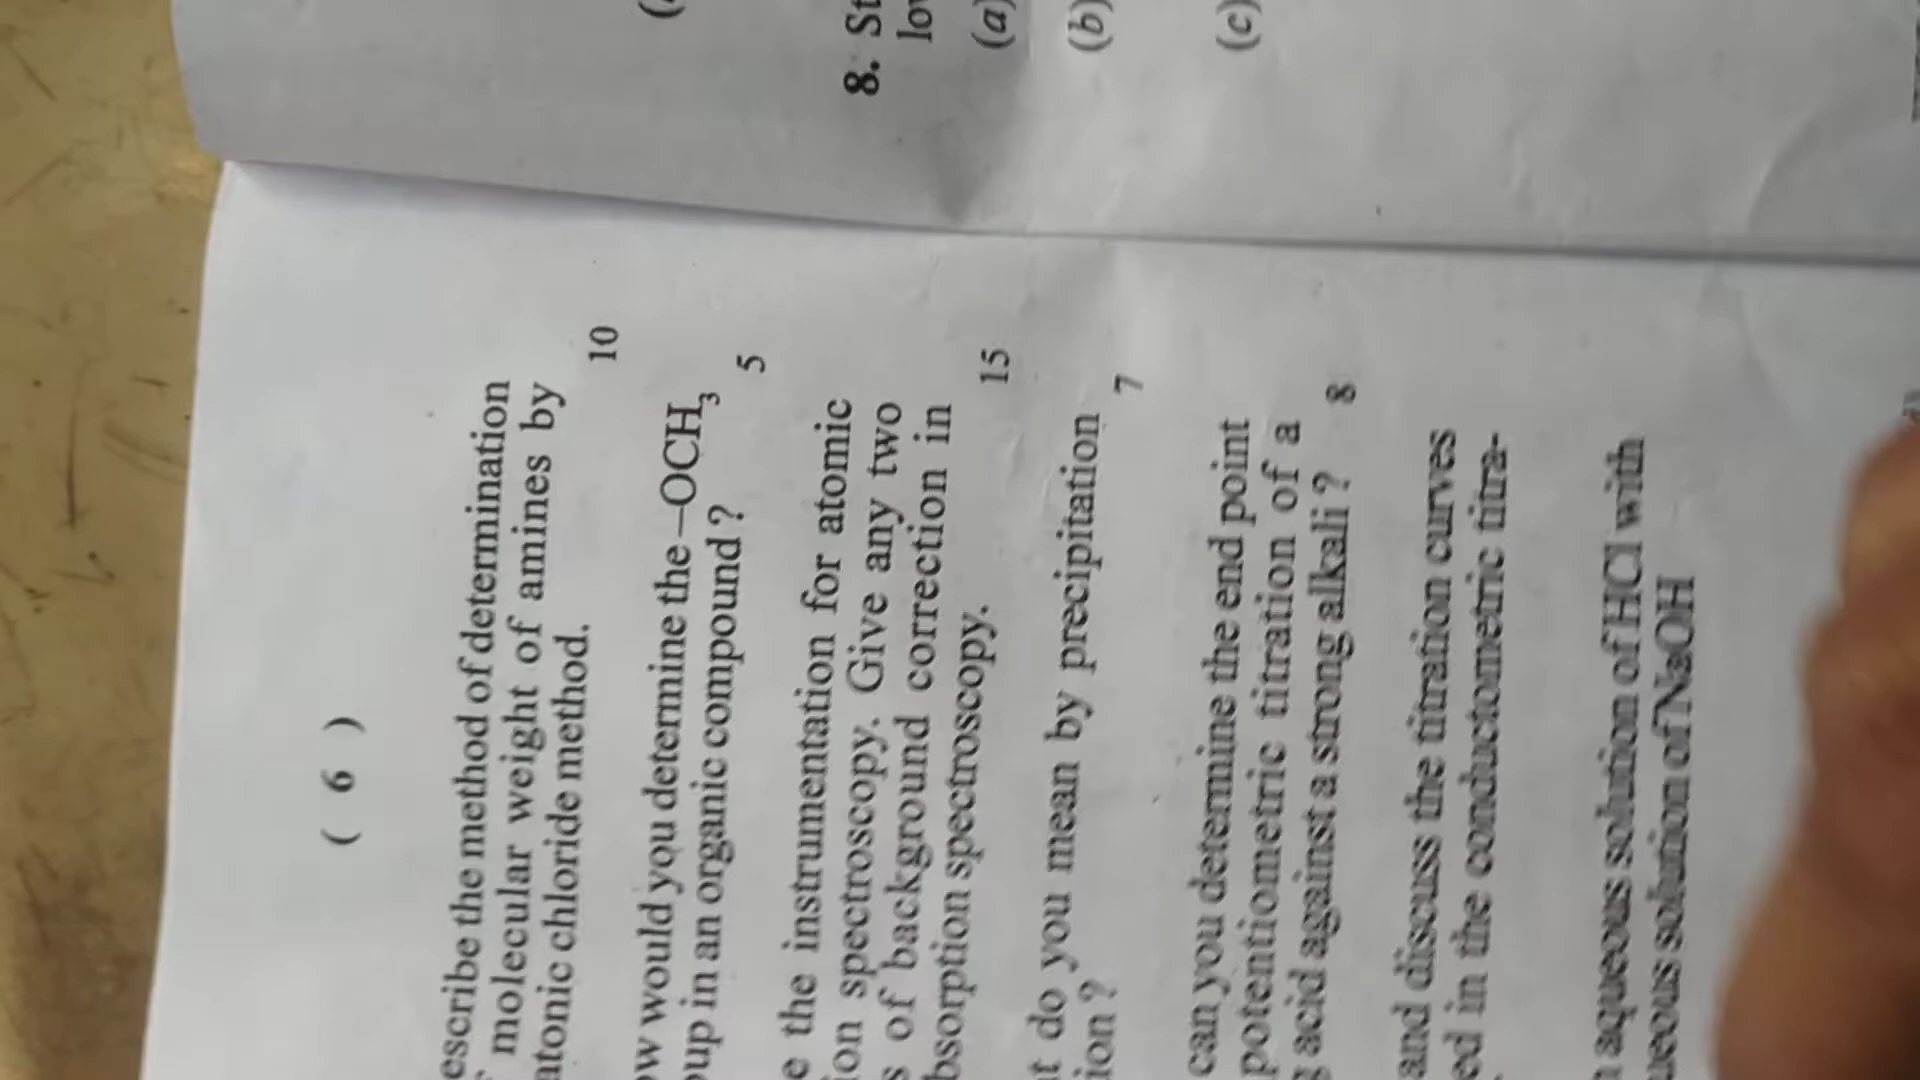 ( 6 )
escribe the method of determination
molecular weight of amines by
atonic chloride method.
10
ow would you determine the –OCH3
oup in an organic compound ?
5
e the instrumentation for atomic
ion spectroscopy. Give any two
s of background correction in
bsorption spectroscopy.
15
t do you mean by precipitation
ion ?
7
can you determine the end point
potentiometric titration of a
g acid against a strong alkali ?
8
and discuss the titration curves
ed in the conductometric titra-
n aqueous solution of HCl with
ueous solution of NaOH
8. St
lo
(a)
(b)
(c)